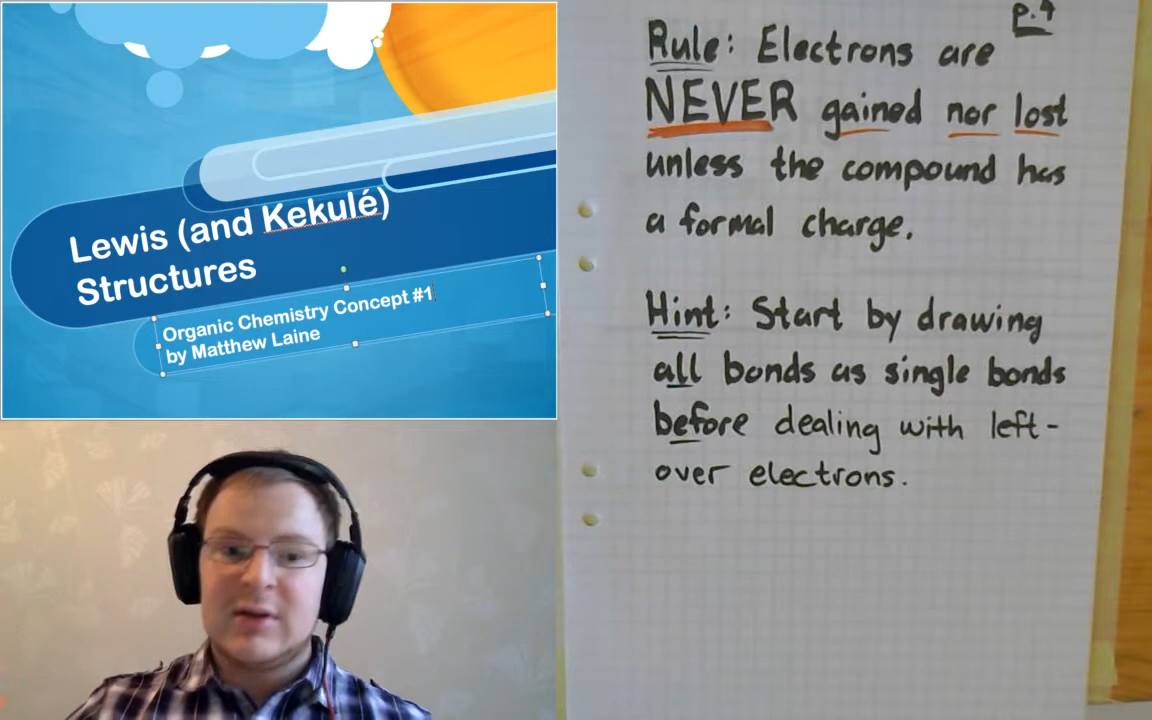 Lewis (and Kekulé)
Structures
Organic Chemistry Concept #1
by Matthew Laine
p.4
Rule: Electrons are
NEVER gained nor lost
unless the compound has
a formal charge.
Hint: Start by drawing
all bonds as single bonds
before dealing with left-
over electrons.